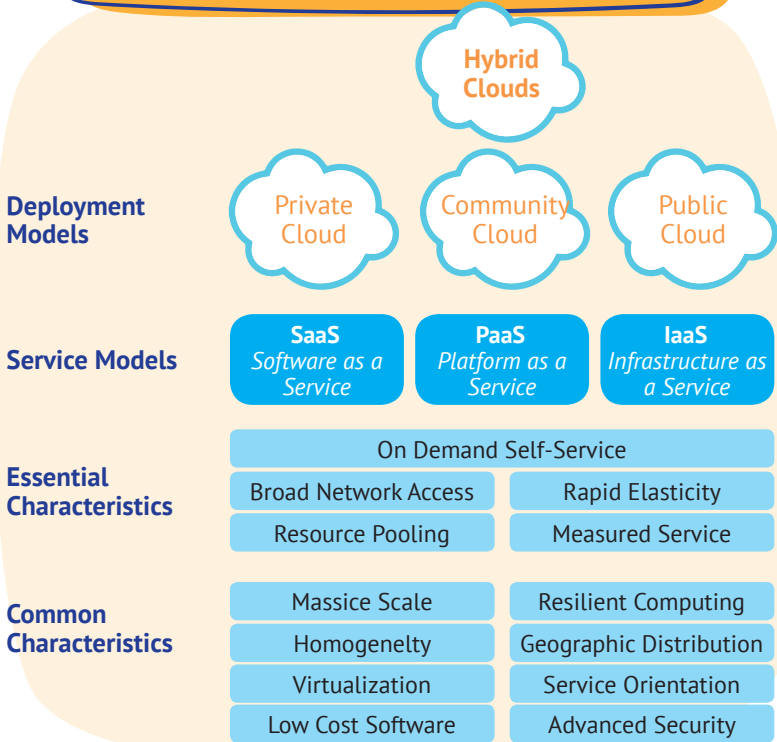 Hybrid
Clouds
Deployment
Models
Private
Cloud
Community
Cloud
Public
Cloud
Service Models
SaaS
Software as a
Service
PaaS
Platform as a
Service
IaaS
Infrastructure as
a Service
Essential
Characteristics
On Demand Self-Service
Broad Network Access
Rapid Elasticity
Resource Pooling
Measured Service
Common
Characteristics
Massice Scale
Resilient Computing
Homogenelty
Geographic Distribution
Virtualization
Service Orientation
Low Cost Software
Advanced Security